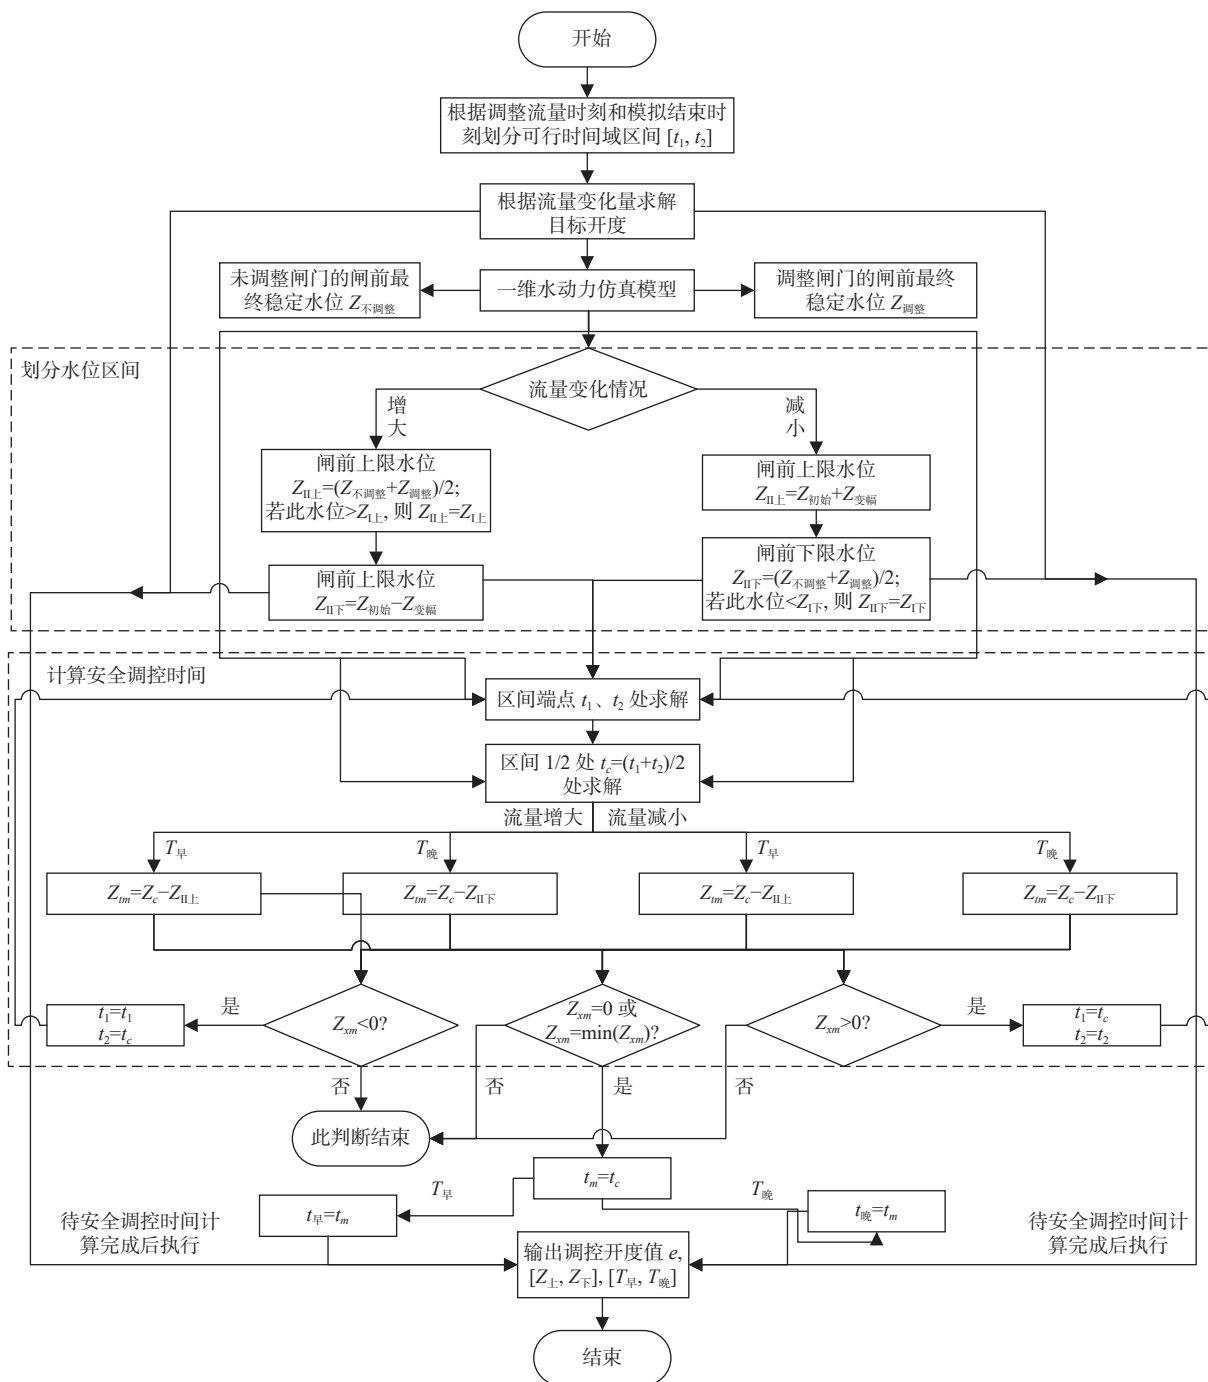 开始
根据调整流量时刻和模拟结束时
刻划分可行时间域区间 [t₁, t₂]
根据流量变化量求解
目标开度
未调整闸门的闸前最
终稳定水位 Z不调整
一维水动力仿真模型
调整闸门的闸前最终
稳定水位 Z调整
划分水位区间
流量变化情况
增
大
减
小
闸前上限水位
ZII上=(Z不调整+Z调整)/2;
若此水位>ZI上, 则 ZII上=ZI上
闸前上限水位
ZII上=Z初始+Z变幅
闸前上限水位
ZII下=Z初始−Z变幅
闸前下限水位
ZII下=(Z不调整+Z调整)/2;
若此水位<ZI下, 则 ZII下=ZI下
计算安全调控时间
区间端点 t₁、t₂ 处求解
区间 1/2 处 tc=(t₁+t₂)/2
处求解
流量增大
流量减小
T早
T晚
T早
T晚
Ztm=Zc−ZII上
Ztm=Zc−ZII下
Ztm=Zc−ZII上
Ztm=Zc−ZII下
t₁=t₁
t₂=tc
是
Zxm<0?
Zxm=0 或
Zxm=min(Zxm)?
Zxm>0?
是
t₁=tc
t₂=t₂
否
否
是
否
此判断结束
tm=tc
T早
T晚
t早=tm
t晚=tm
待安全调控时间计
算完成后执行
待安全调控时间计
算完成后执行
输出调控开度值 e,
[Z上, Z下], [T早, T晚]
结束